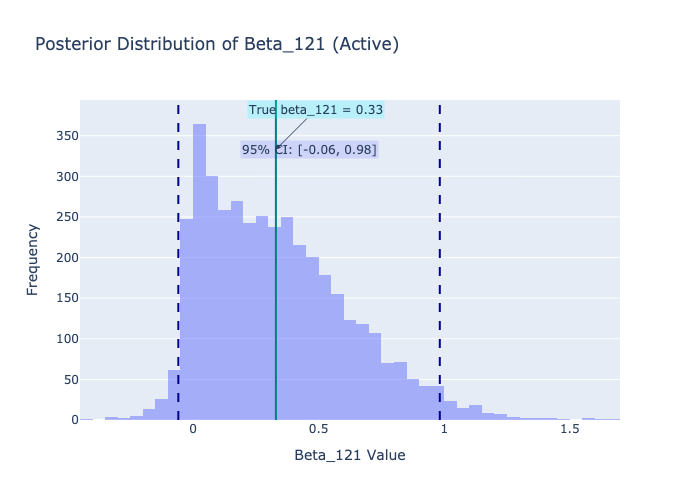 Posterior Distribution of Beta_121 (Active)
True beta_121 = 0.33
95% CI: [-0.06, 0.98]
350
300
250
200
150
100
50
0
Frequency
0
0.5
1
1.5
Beta_121 Value